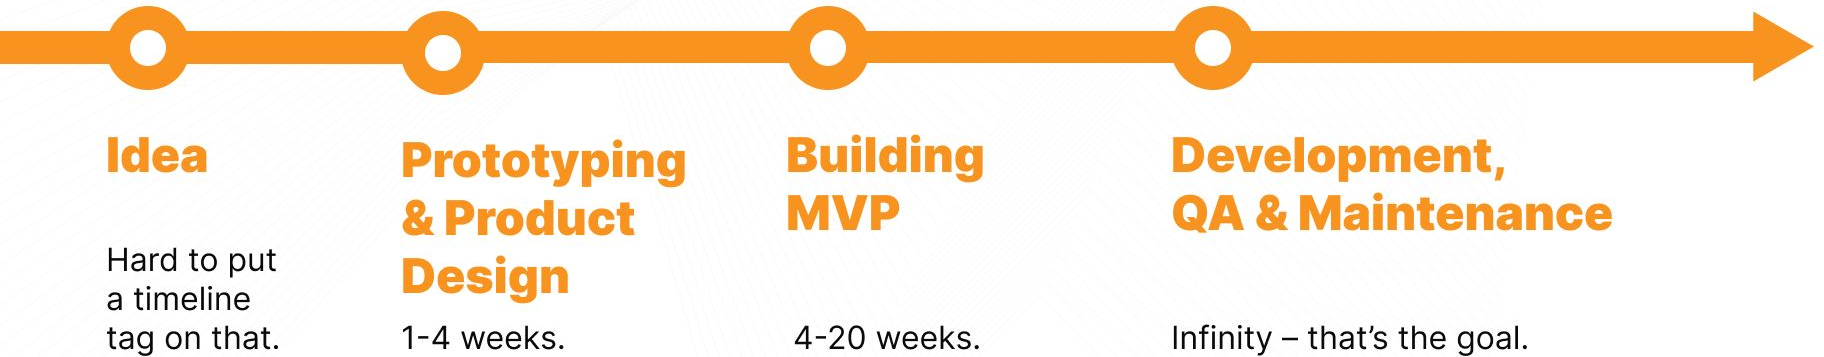 Idea
Hard to put
a timeline
tag on that.
Prototyping
& Product
Design
1-4 weeks.
Building
MVP
4-20 weeks.
Development,
QA & Maintenance
Infinity – that’s the goal.